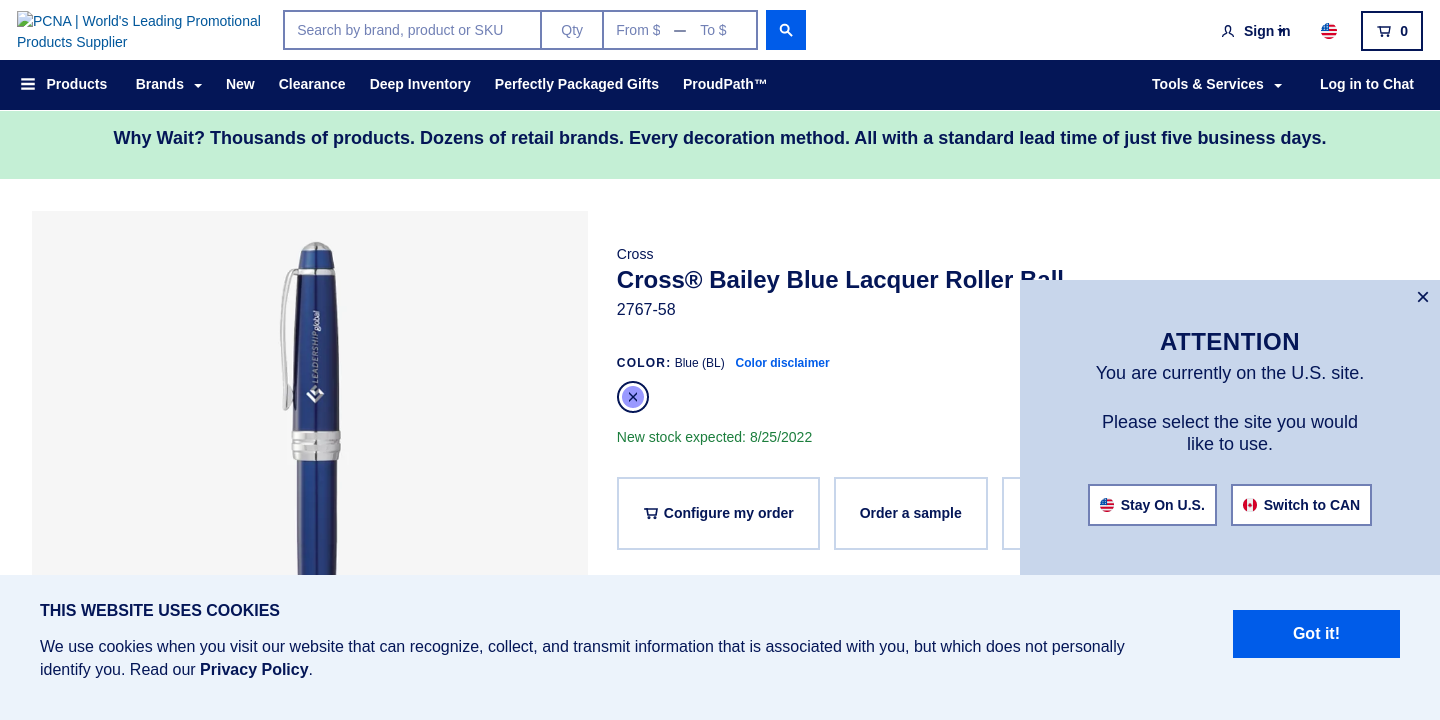 PCNA | World's Leading Promotional
Products Supplier
Search by brand, product or SKU
Qty
From $ — To $
Sign in
0
Products
Brands
New
Clearance
Deep Inventory
Perfectly Packaged Gifts
ProudPath™
Tools & Services
Log in to Chat
Why Wait? Thousands of products. Dozens of retail brands. Every decoration method. All with a standard lead time of just five business days.
LEADERSHIP global
Cross
Cross® Bailey Blue Lacquer Roller Ball
2767-58
COLOR: Blue (BL) Color disclaimer
New stock expected: 8/25/2022
Configure my order
Order a sample
×
ATTENTION
You are currently on the U.S. site.
Please select the site you would
like to use.
Stay On U.S.
Switch to CAN
THIS WEBSITE USES COOKIES
We use cookies when you visit our website that can recognize, collect, and transmit information that is associated with you, but which does not personally
identify you. Read our Privacy Policy.
Got it!